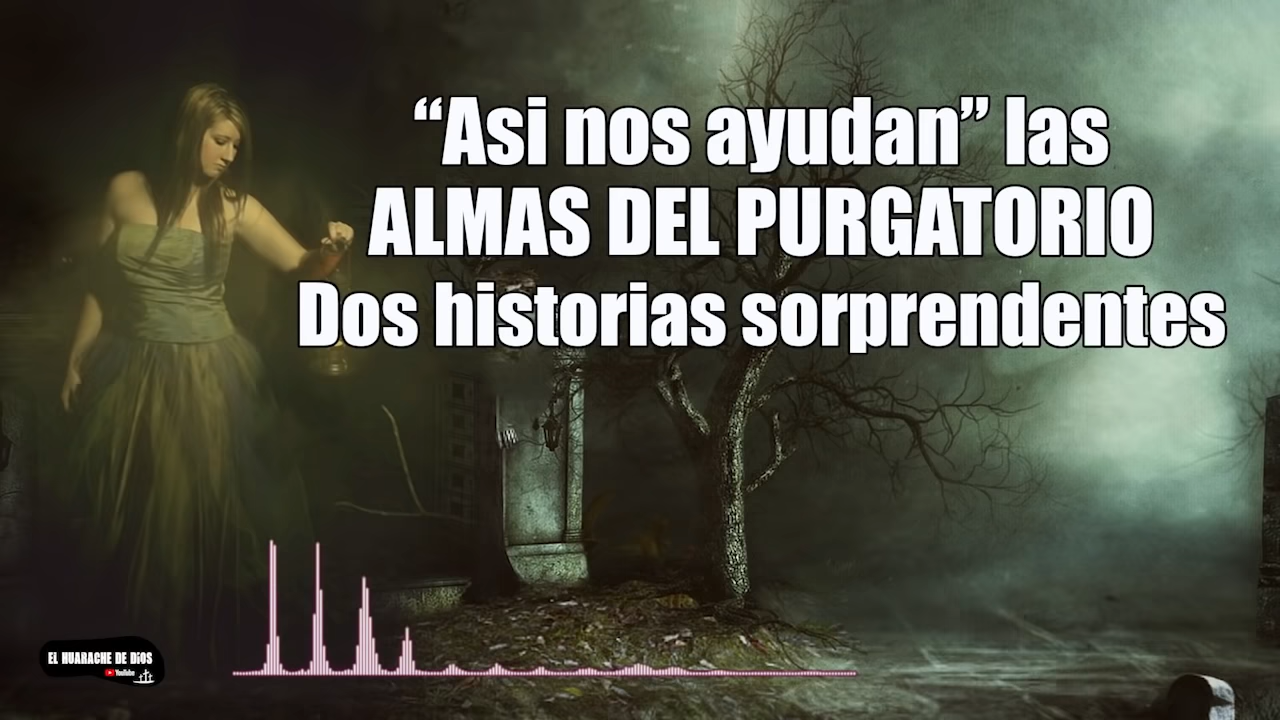 “Asi nos ayudan” las
ALMAS DEL PURGATORIO
Dos historias sorprendentes
EL HUARACHE DE DiOS
YouTube